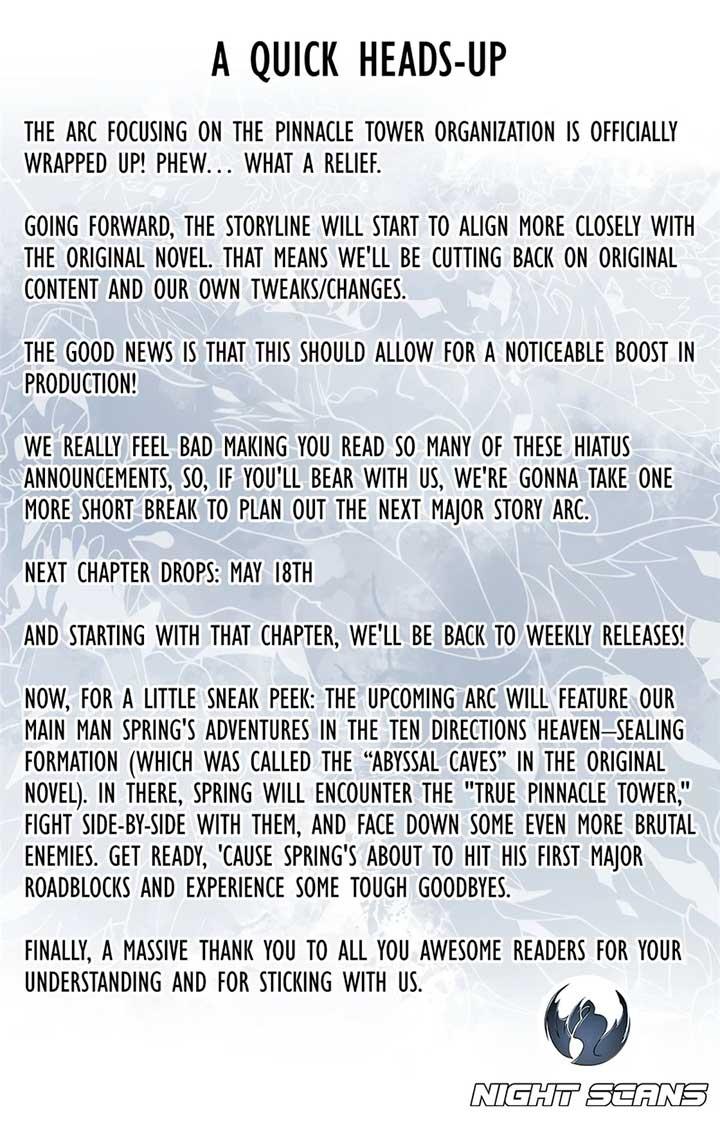 A QUICK HEADS-UP
THE ARC FOCUSING ON THE PINNACLE TOWER ORGANIZATION IS OFFICIALLY
WRAPPED UP! PHEW... WHAT A RELIEF.
GOING FORWARD, THE STORYLINE WILL START TO ALIGN MORE CLOSELY WITH
THE ORIGINAL NOVEL. THAT MEANS WE'LL BE CUTTING BACK ON ORIGINAL
CONTENT AND OUR OWN TWEAKS/CHANGES.
THE GOOD NEWS IS THAT THIS SHOULD ALLOW FOR A NOTICEABLE BOOST IN
PRODUCTION!
WE REALLY FEEL BAD MAKING YOU READ SO MANY OF THESE HIATUS
ANNOUNCEMENTS, SO, IF YOU'LL BEAR WITH US, WE'RE GONNA TAKE ONE
MORE SHORT BREAK TO PLAN OUT THE NEXT MAJOR STORY ARC.
NEXT CHAPTER DROPS: MAY 18TH
AND STARTING WITH THAT CHAPTER, WE'LL BE BACK TO WEEKLY RELEASES!
NOW, FOR A LITTLE SNEAK PEEK: THE UPCOMING ARC WILL FEATURE OUR
MAIN MAN SPRING'S ADVENTURES IN THE TEN DIRECTIONS HEAVEN–SEALING
FORMATION (WHICH WAS CALLED THE “ABYSSAL CAVES” IN THE ORIGINAL
NOVEL). IN THERE, SPRING WILL ENCOUNTER THE "TRUE PINNACLE TOWER,"
FIGHT SIDE-BY-SIDE WITH THEM, AND FACE DOWN SOME EVEN MORE BRUTAL
ENEMIES. GET READY, 'CAUSE SPRING'S ABOUT TO HIT HIS FIRST MAJOR
ROADBLOCKS AND EXPERIENCE SOME TOUGH GOODBYES.
FINALLY, A MASSIVE THANK YOU TO ALL YOU AWESOME READERS FOR YOUR
UNDERSTANDING AND FOR STICKING WITH US.
NIGHT SCANS